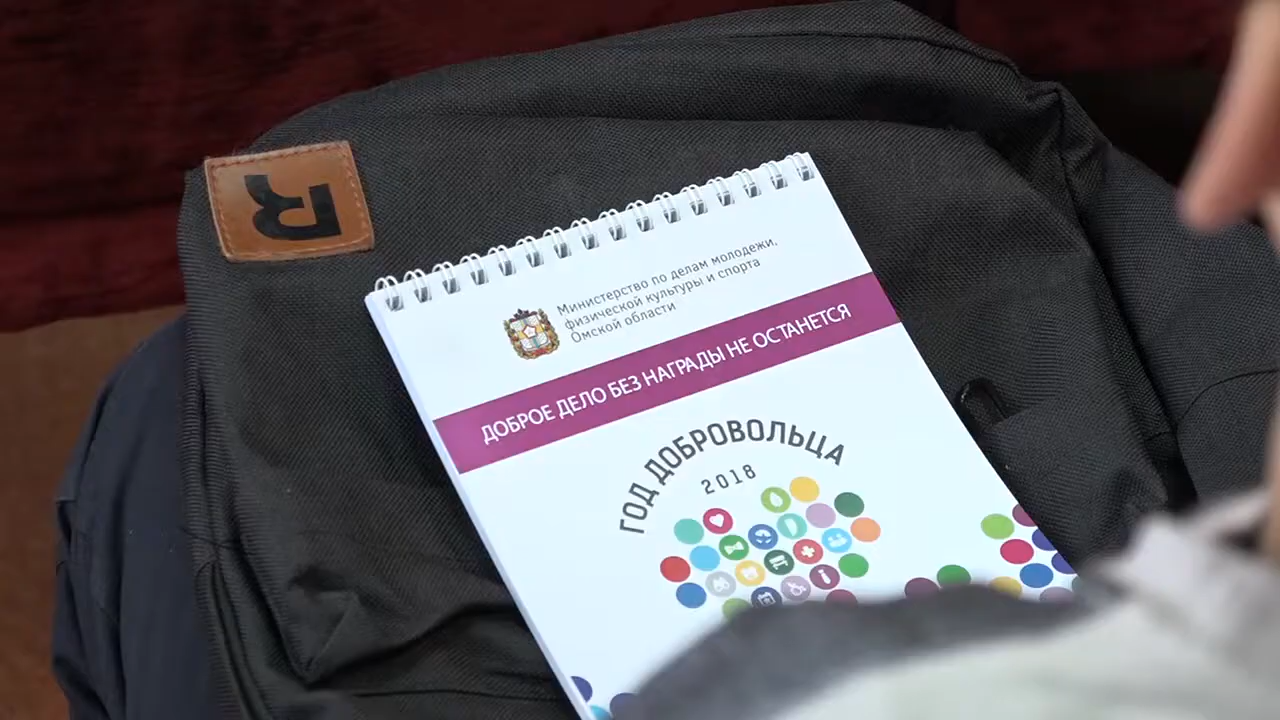 R
Министерство по делам молодежи,
физической культуры и спорта
Омской области
ДОБРОЕ ДЕЛО БЕЗ НАГРАДЫ НЕ ОСТАНЕТСЯ
ГОД ДОБРОВОЛЬЦА
2018